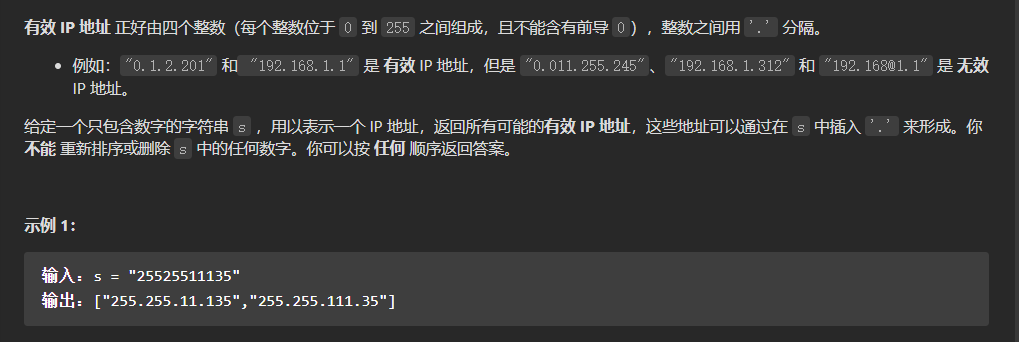 有效 IP 地址 正好由四个整数（每个整数位于 0 到 255 之间组成，且不能含有前导 0），整数之间用 '.' 分隔。
例如："0.1.2.201" 和 "192.168.1.1" 是 有效 IP 地址，但是 "0.011.255.245"、"192.168.1.312" 和 "192.168@1.1" 是 无效
IP 地址。
给定一个只包含数字的字符串 s ，用以表示一个 IP 地址，返回所有可能的有效 IP 地址，这些地址可以通过在 s 中插入 '.' 来形成。你
不能 重新排序或删除 s 中的任何数字。你可以按 任何 顺序返回答案。
示例 1：
输入：s = "25525511135"
输出：["255.255.11.135","255.255.111.35"]